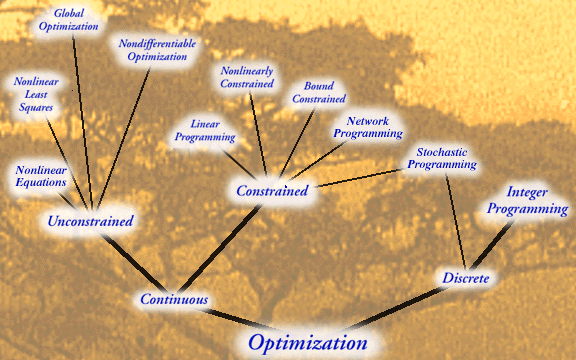 Global
Optimization
Nondifferentiable
Optimization
Nonlinear
Least
Squares
Nonlinearly
Constrained
Bound
Constrained
Linear
Programming
Network
Programming
Stochastic
Programming
Nonlinear
Equations
Constrained
Integer
Programming
Unconstrained
Discrete
Continuous
Optimization